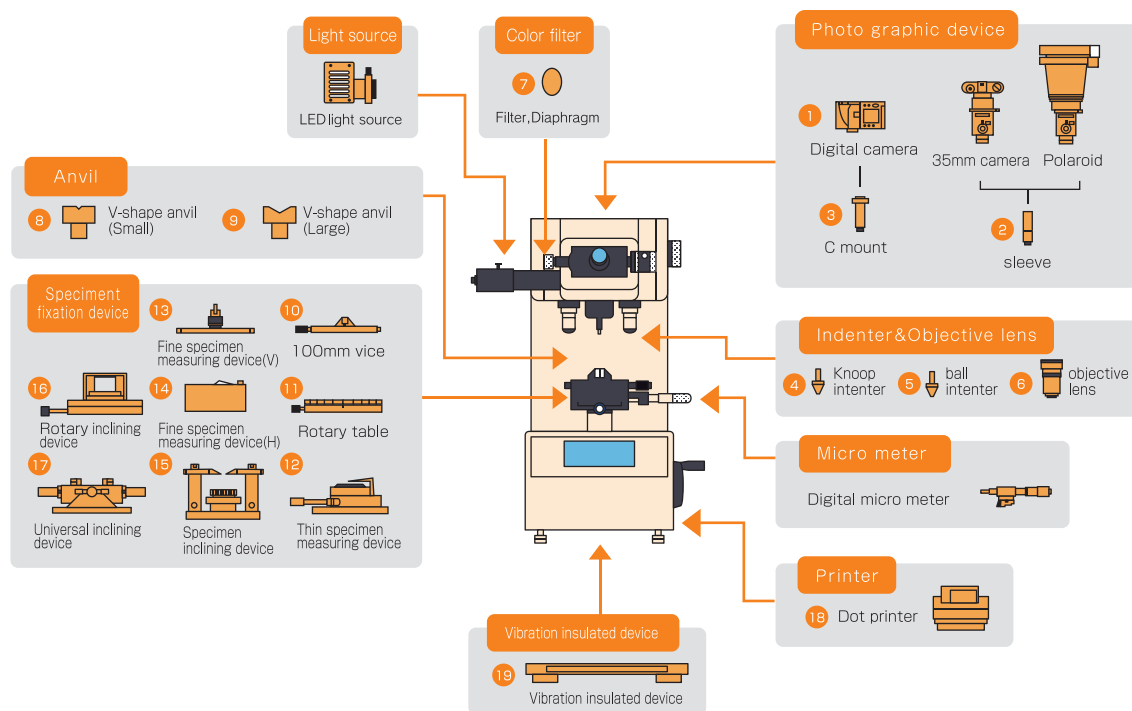 Light source
LED light source
Color filter
7
Filter,Diaphragm
Photo graphic device
1
Digital camera
35mm camera
Polaroid
3
C mount
2
sleeve
Anvil
8
V-shape anvil
(Small)
9
V-shape anvil
(Large)
Speciment
fixation device
13
Fine specimen
measuring device(V)
10
100mm vice
16
Rotary inclining
device
14
Fine specimen
measuring device(H)
11
Rotary table
17
Universal inclining
device
15
Specimen
inclining device
12
Thin specimen
measuring device
Indenter&Objective lens
4
Knoop
intenter
5
ball
intenter
6
objective
lens
Micro meter
Digital micro meter
Printer
18
Dot printer
Vibration insulated device
19
Vibration insulated device